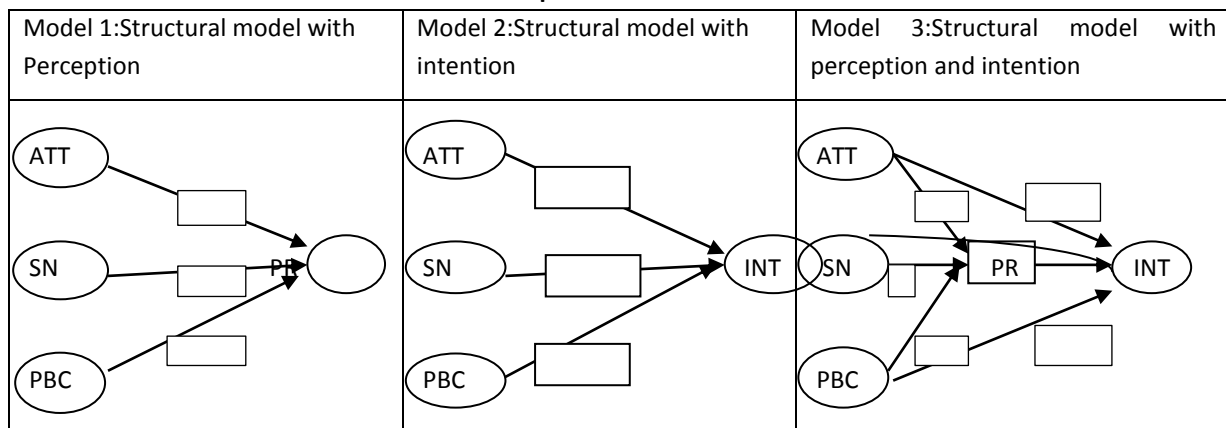 Model 1:Structural model with
Perception
Model 2:Structural model with
intention
Model 3:Structural model with
perception and intention
ATT
SN
PR
PBC
ATT
SN
INT
PBC
ATT
SN
PR
INT
PBC